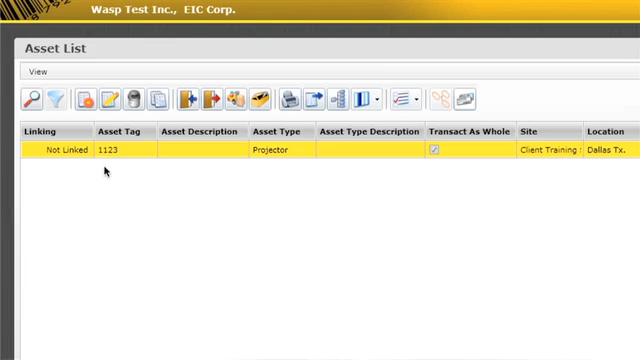 Wasp Test Inc., EIC Corp.
Asset List
View
Linking Asset Tag Asset Description Asset Type Asset Type Description Transact As Whole Site Location
Not Linked 1123 Projector Client Training Dallas Tx.